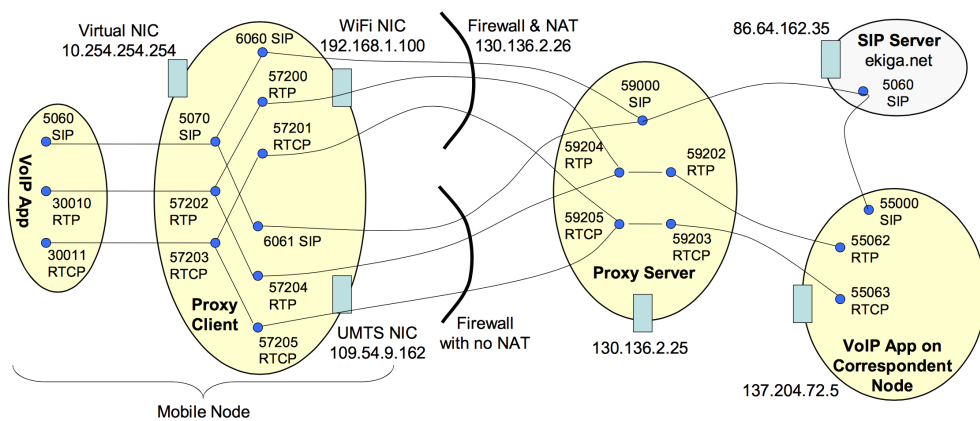 Virtual NIC
10.254.254.254
6060 SIP
WiFi NIC
192.168.1.100
Firewall & NAT
130.136.2.26
86.64.162.35
SIP Server
ekiga.net
5060
SIP
57200
RTP
57201
RTCP
5060
SIP
VoIP App
30010
RTP
30011
RTCP
5070
SIP
57202
RTP
57203
RTCP
6061 SIP
57204
RTP
57205
RTCP
Proxy
Client
UMTS NIC
109.54.9.162
Firewall
with no NAT
59000
SIP
59204
RTP
59202
RTP
59205
RTCP
59203
RTCP
Proxy Server
130.136.2.25
55000
SIP
55062
RTP
55063
RTCP
VoIP App on
Correspondent
Node
137.204.72.5
Mobile Node